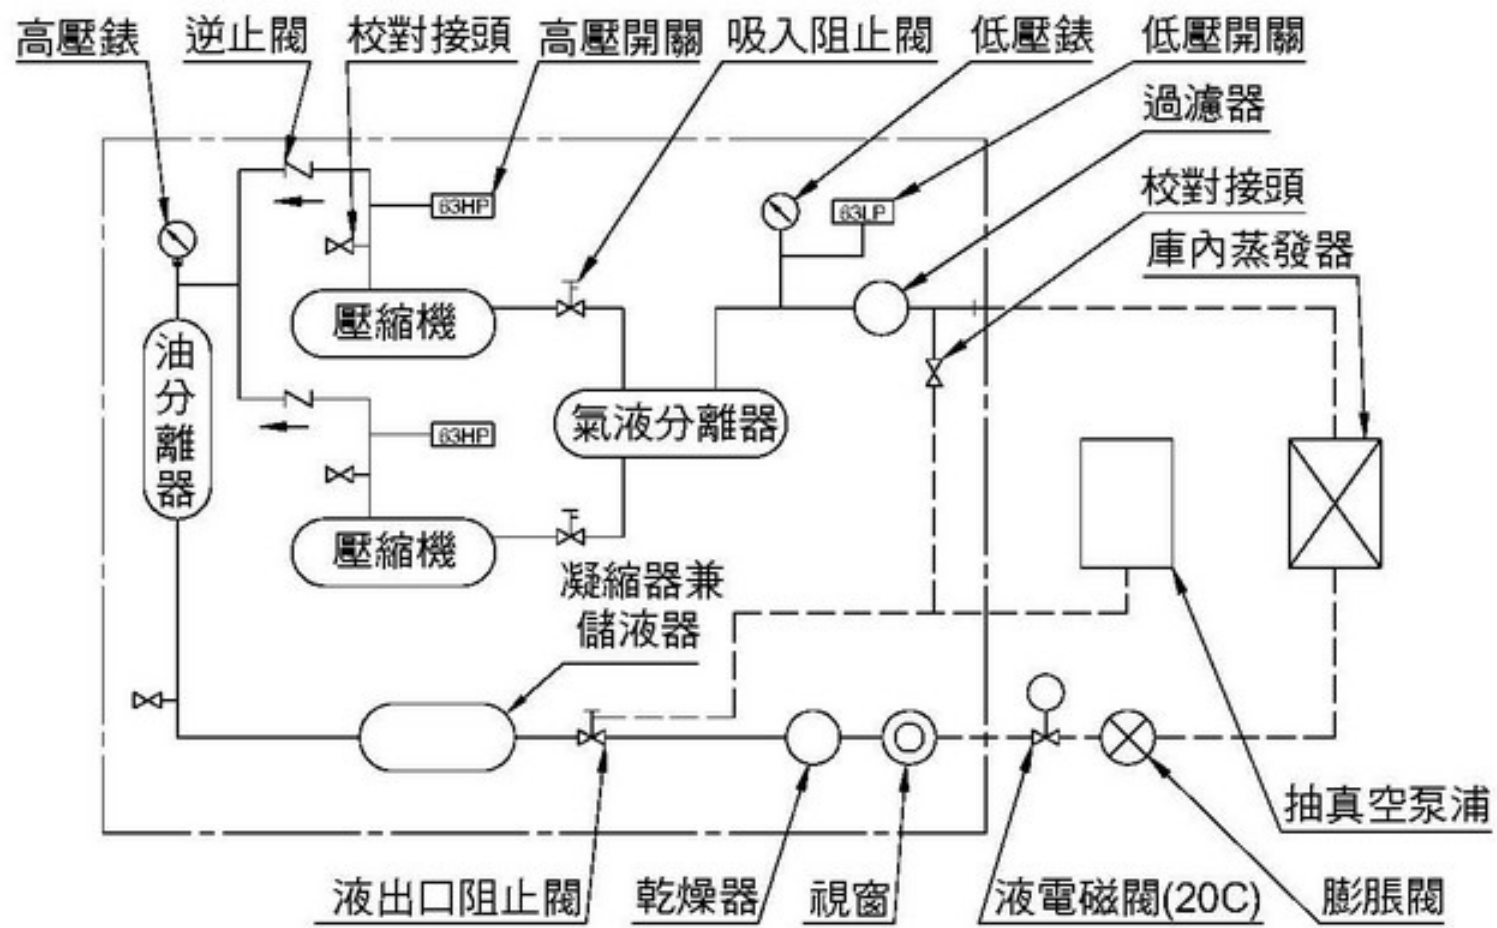 高壓錶
逆止閥
校對接頭
高壓開關
吸入阻止閥
低壓錶
低壓開關
過濾器
校對接頭
庫內蒸發器
63HP
63LP
壓縮機
油分離器
氣液分離器
63HP
壓縮機
凝縮器兼
儲液器
抽真空泵浦
液出口阻止閥
乾燥器
視窗
液電磁閥(20C)
膨脹閥